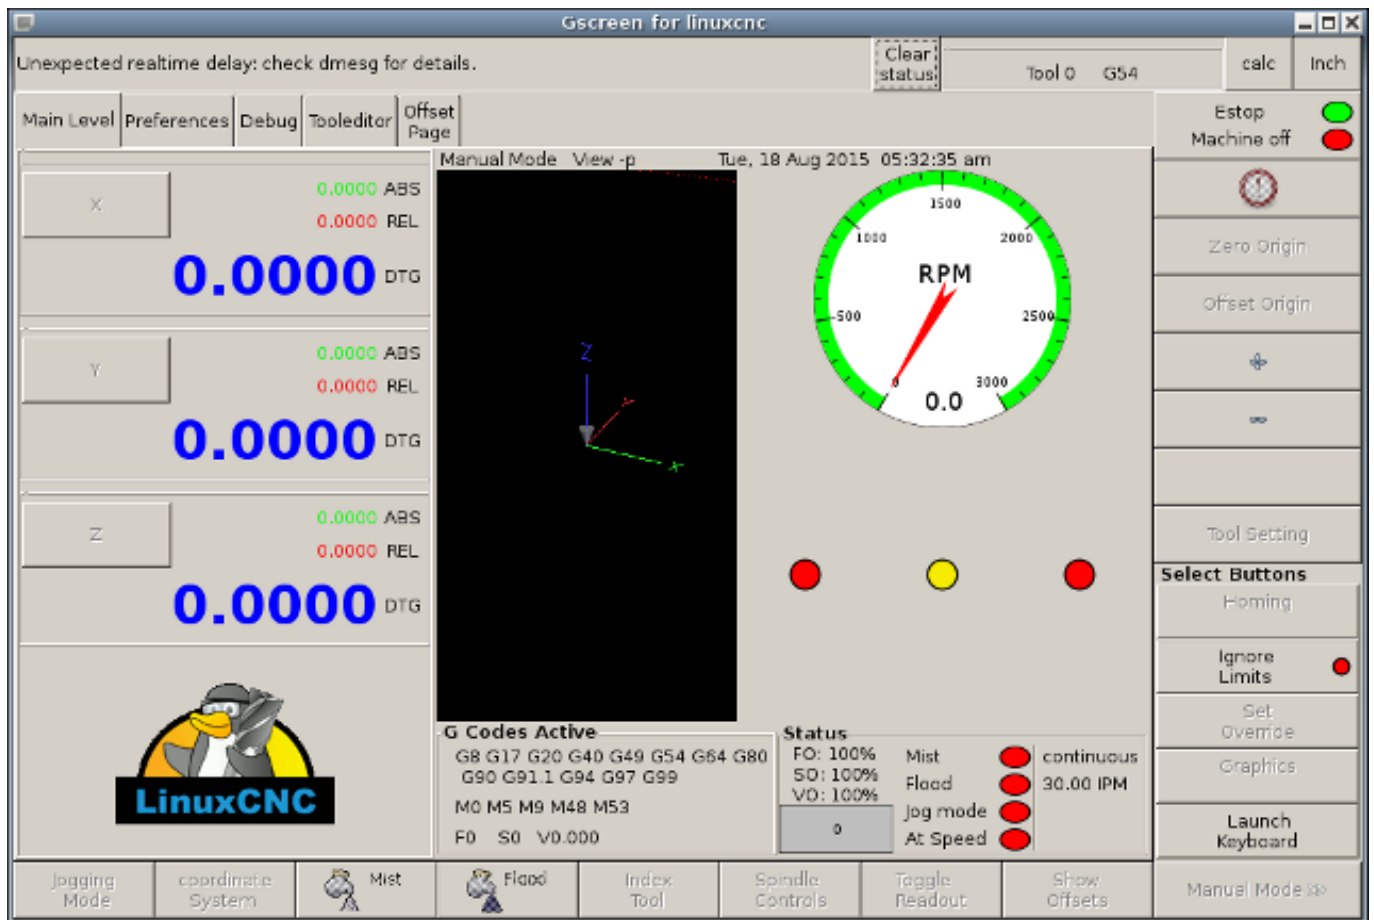 Gscreen for linuxcnc
Unexpected realtime delay: check dmesg for details.
Clear
status
Tool 0 G54
calc
Inch
Main Level
Preferences
Debug
Tooleditor
Offset
Page
Estop
Machine off
Manual Mode View -p Tue, 18 Aug 2015 05:32:35 am
X
0.0000 ABS
0.0000 REL
0.0000 DTG
Y
0.0000 ABS
0.0000 REL
0.0000 DTG
Z
0.0000 ABS
0.0000 REL
0.0000 DTG
LinuxCNC
Z
Y
X
0
500
1000
1500
2000
2500
3000
RPM
0.0
Zero Origin
Offset Origin
+
-
Tool Setting
Select Buttons
Homing
Ignore
Limits
Set
Override
Graphics
Launch
Keyboard
G Codes Active
G8 G17 G20 G40 G49 G54 G64 G80
G90 G91.1 G94 G97 G99
M0 M5 M9 M48 M53
F0 S0 V0.000
Status
FO: 100%
SO: 100%
VO: 100%
0
Mist
Flood
Jog mode
At Speed
continuous
30.00 IPM
Jogging
Mode
coordinate
System
Mist
Flood
Index
Tool
Spindle
Controls
Toggle
Readout
Show
Offsets
Manual Mode >>